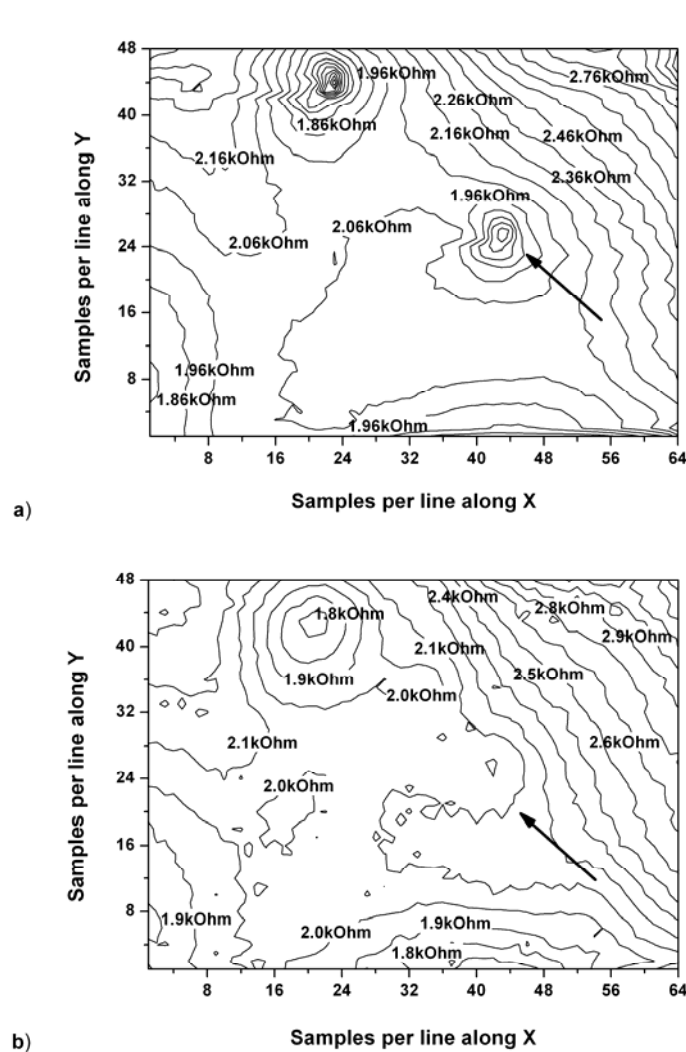 48
40
32
24
16
8
Samples per line along Y
1.96kOhm
2.76kOhm
2.26kOhm
1.86kOhm
2.16kOhm
2.46kOhm
2.16kOhm
2.36kOhm
1.96kOhm
2.06kOhm
2.06kOhm
1.96kOhm
1.86kOhm
1.96kOhm
8 16 24 32 40 48 56 64
Samples per line along X
a)
48
40
32
24
16
8
Samples per line along Y
2.4kOhm
1.8kOhm
2.8kOhm
2.9kOhm
2.1kOhm
2.5kOhm
1.9kOhm
2.0kOhm
2.1kOhm
2.6kOhm
2.0kOhm
1.9kOhm
1.9kOhm
2.0kOhm
1.8kOhm
8 16 24 32 40 48 56 64
Samples per line along X
b)